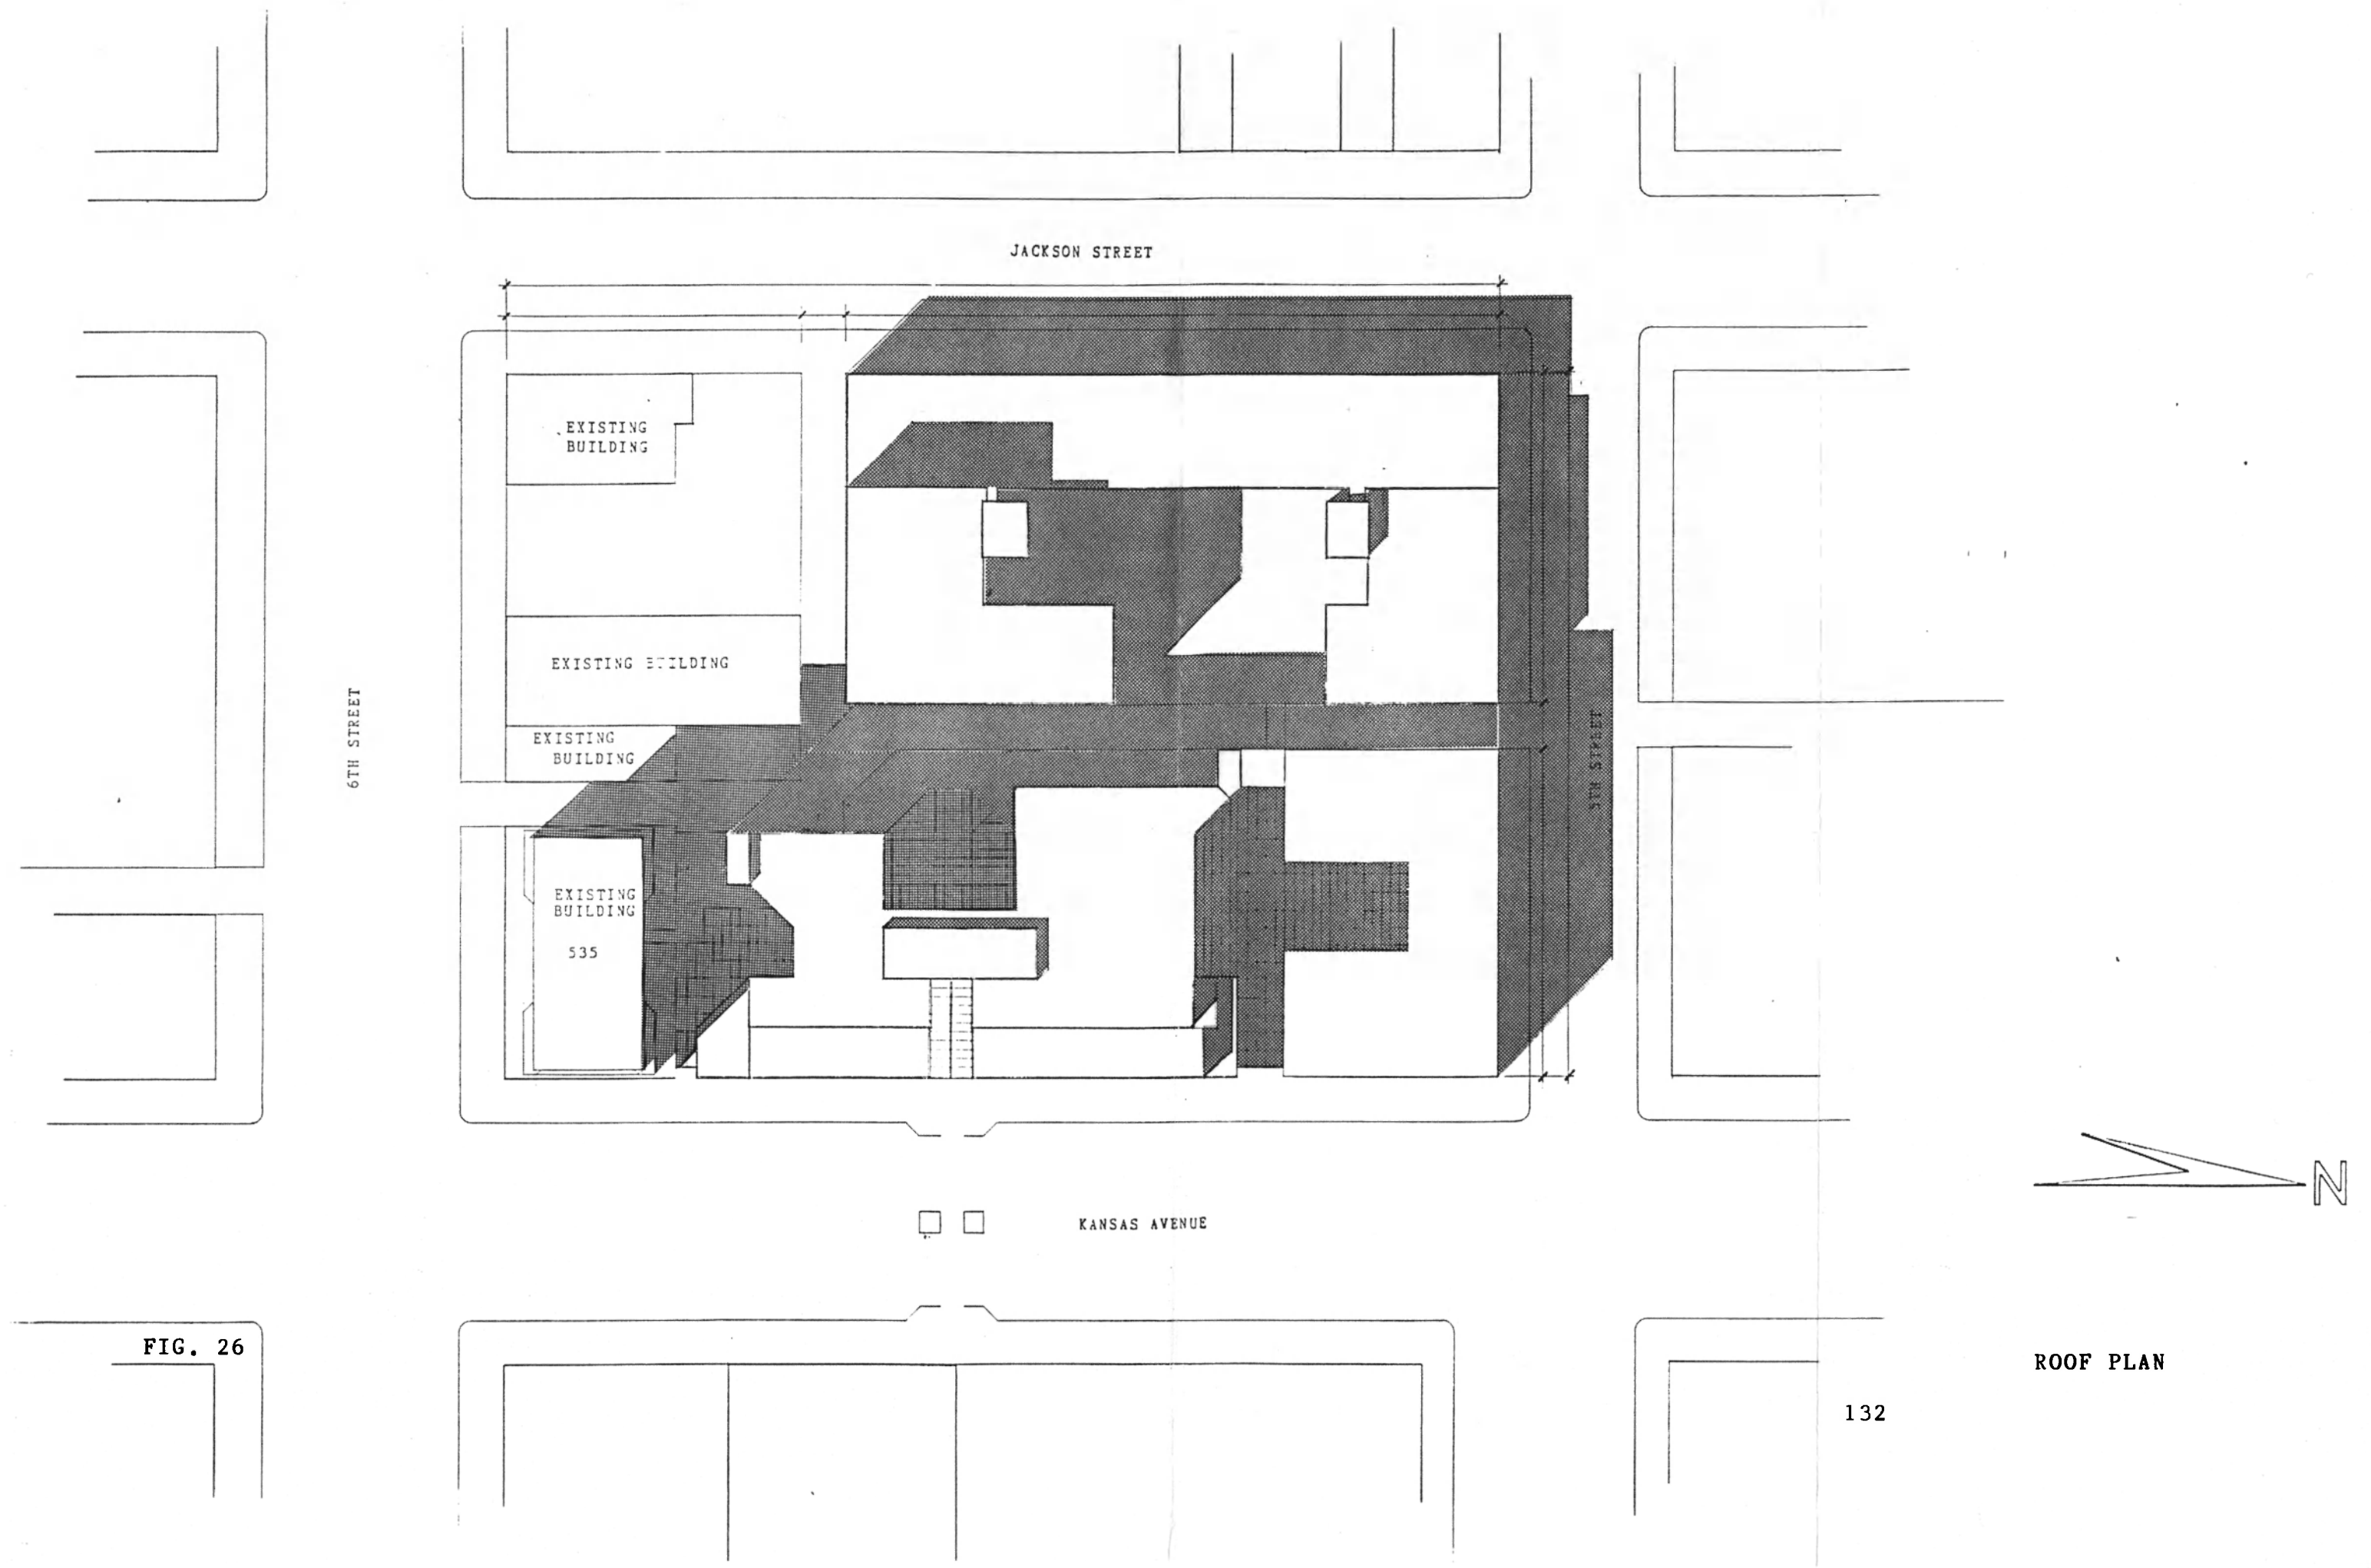 JACKSON STREET
EXISTING
BUILDING
EXISTING BUILDING
6TH STREET
EXISTING
BUILDING
5TH STREET
EXISTING
BUILDING
535
N
KANSAS AVENUE
FIG. 26
ROOF PLAN
132